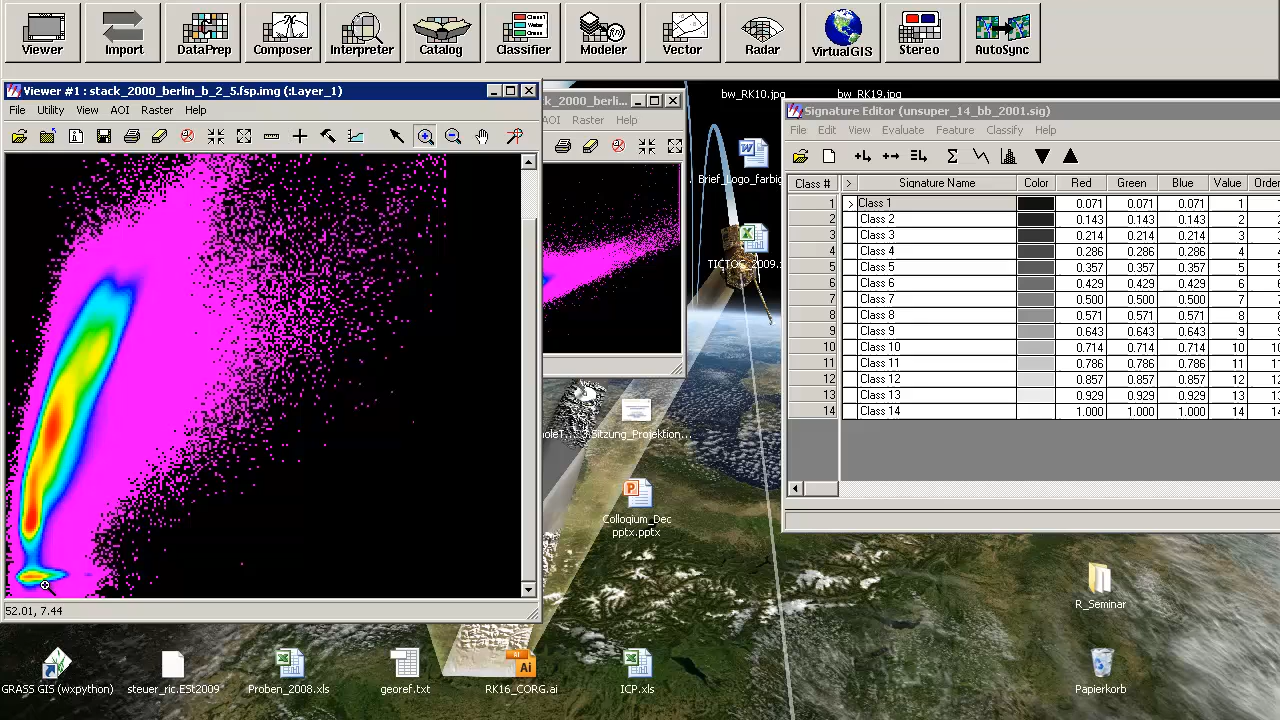 Viewer Import DataPrep Composer Interpreter Catalog Classifier Modeler Vector Radar VirtualGIS Stereo AutoSync
Viewer #1 : stack_2000_berlin_b_2_5.fsp.img (:Layer_1)
File Utility View AOI Raster Help
ck_2000_berli...
AOI Raster Help
bw_RK10.jpg
bw_RK19.jpg
Signature Editor (unsuper_14_bb_2001.sig)
File Edit View Evaluate Feature Classify Help
Class # > Signature Name Color Red Green Blue Value Order
1 > Class 1 0.071 0.071 0.071 1
2 Class 2 0.143 0.143 0.143 2
3 Class 3 0.214 0.214 0.214 3
4 Class 4 0.286 0.286 0.286 4
5 Class 5 0.357 0.357 0.357 5
6 Class 6 0.429 0.429 0.429 6
7 Class 7 0.500 0.500 0.500 7
8 Class 8 0.571 0.571 0.571 8
9 Class 9 0.643 0.643 0.643 9
10 Class 10 0.714 0.714 0.714 10
11 Class 11 0.786 0.786 0.786 11
12 Class 12 0.857 0.857 0.857 12
13 Class 13 0.929 0.929 0.929 13
14 Class 1.000 1.000 1.000 14
Brief_Logo_farbig
TICTOC_2009.x
Sitzung_Projektion...
Colloqium_Dec
pptx.pptx
R_Seminar
52.01, 7.44
GRASS GIS (wxpython)
steuer_ric.ESt2009
Proben_2008.xls
georef.txt
RK16_CORG.ai
ICP.xls
Papierkorb